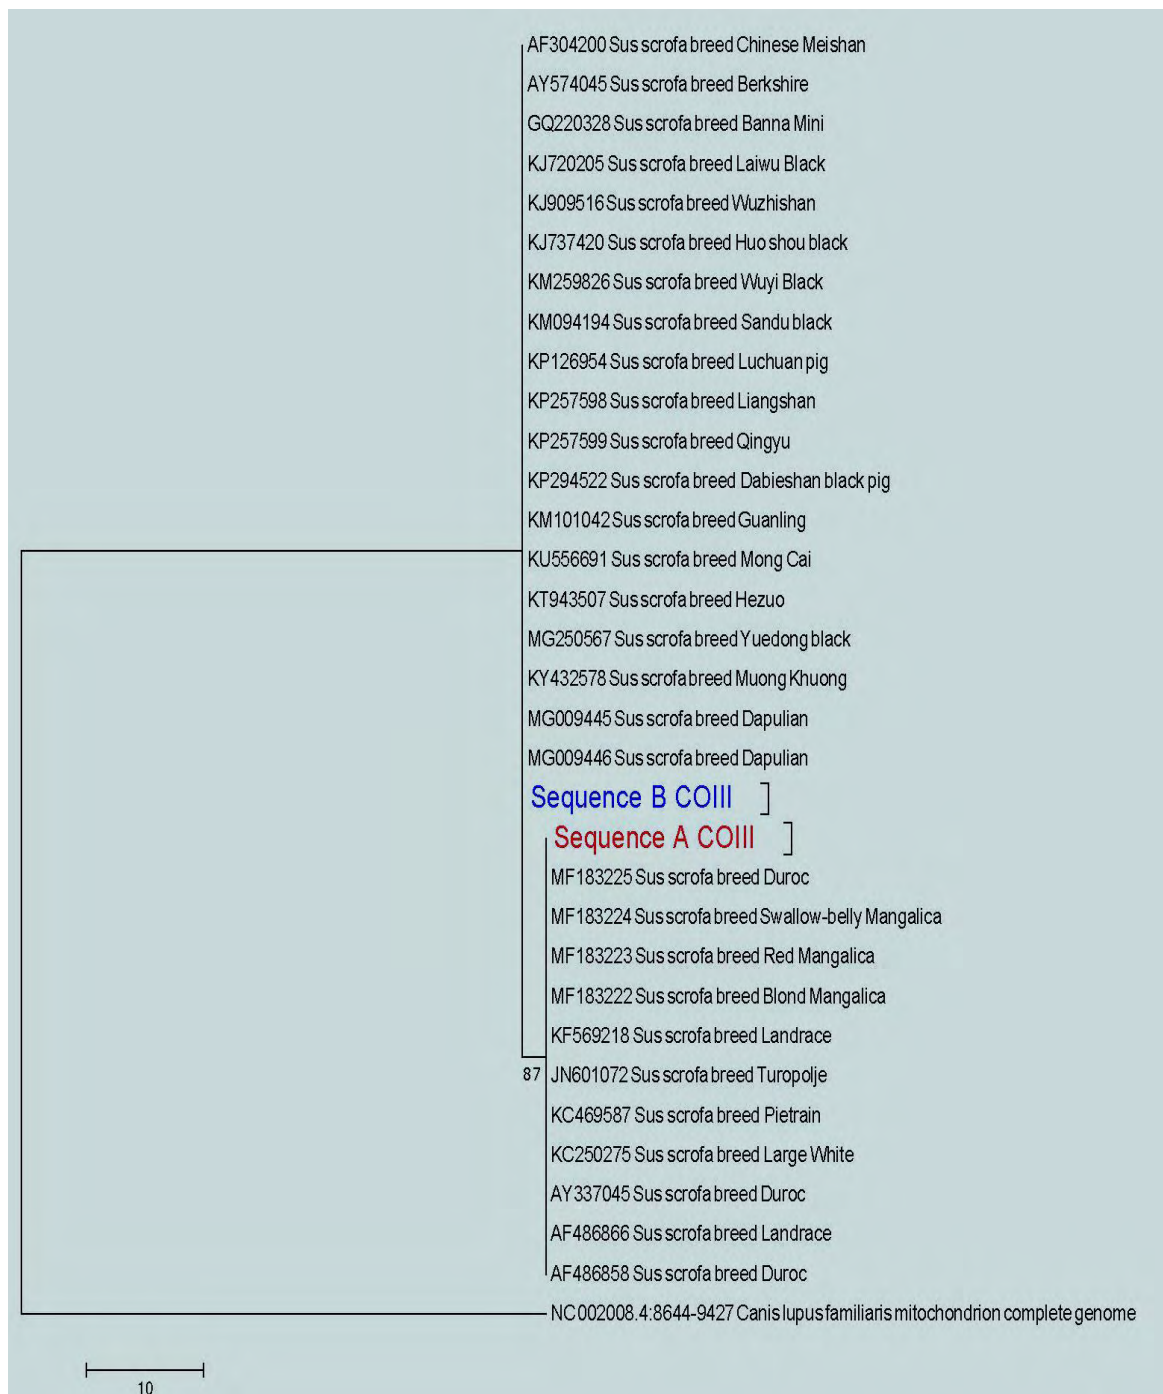 AF304200 Sus scrofa breed Chinese Meishan
AY574045 Sus scrofa breed Berkshire
GQ220328 Sus scrofa breed Banna Mini
KJ720205 Sus scrofa breed Laiwu Black
KJ909516 Sus scrofa breed Wuzhishan
KJ737420 Sus scrofa breed Huo shou black
KM259826 Sus scrofa breed Wuyi Black
KM094194 Sus scrofa breed Sandu black
KP126954 Sus scrofa breed Luchuan pig
KP257598 Sus scrofa breed Liangshan
KP257599 Sus scrofa breed Qingyu
KP294522 Sus scrofa breed Dabieshan black pig
KM101042 Sus scrofa breed Guanling
KU556691 Sus scrofa breed Mong Cai
KT943507 Sus scrofa breed Hezuo
MG250567 Sus scrofa breed Yuedong black
KY432578 Sus scrofa breed Muong Khuong
MG009445 Sus scrofa breed Dapulian
MG009446 Sus scrofa breed Dapulian
Sequence B COIII
Sequence A COIII
MF183225 Sus scrofa breed Duroc
MF183224 Sus scrofa breed Swallow-belly Mangalica
MF183223 Sus scrofa breed Red Mangalica
MF183222 Sus scrofa breed Blond Mangalica
KF569218 Sus scrofa breed Landrace
87 JN601072 Sus scrofa breed Turopolje
KC469587 Sus scrofa breed Pietrain
KC250275 Sus scrofa breed Large White
AY337045 Sus scrofa breed Duroc
AF486866 Sus scrofa breed Landrace
AF486858 Sus scrofa breed Duroc
NC002008.4:8644-9427 Canis lupus familiaris mitochondrion complete genome
10